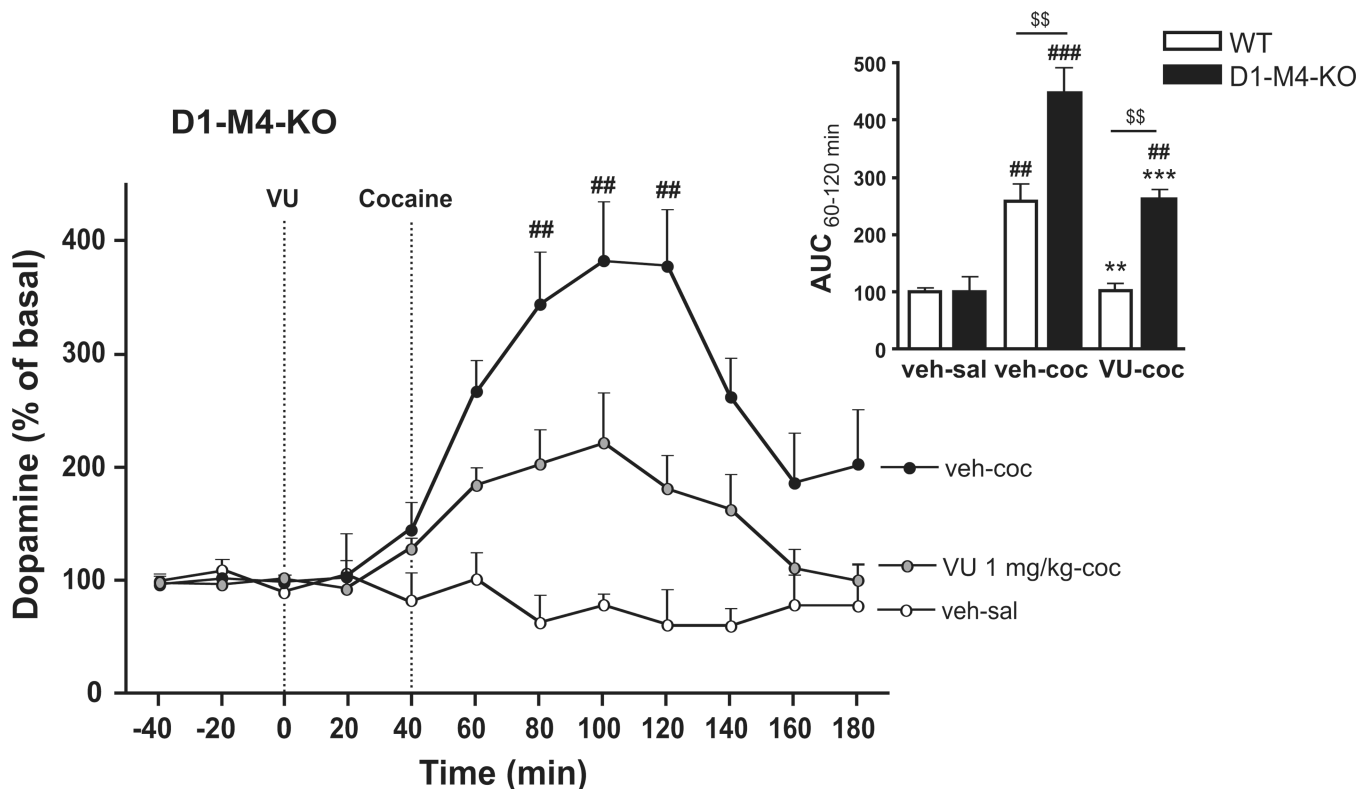 D1-M4-KO
VU
Cocaine
##
##
##
400
300
200
100
0
Dopamine (% of basal)
-40 -20 0 20 40 60 80 100 120 140 160 180
Time (min)
veh-coc
VU 1 mg/kg-coc
veh-sal
$$
###
##
$$
##
***
**
500
400
300
200
100
0
AUC 60-120 min
veh-sal veh-coc VU-coc
WT
D1-M4-KO